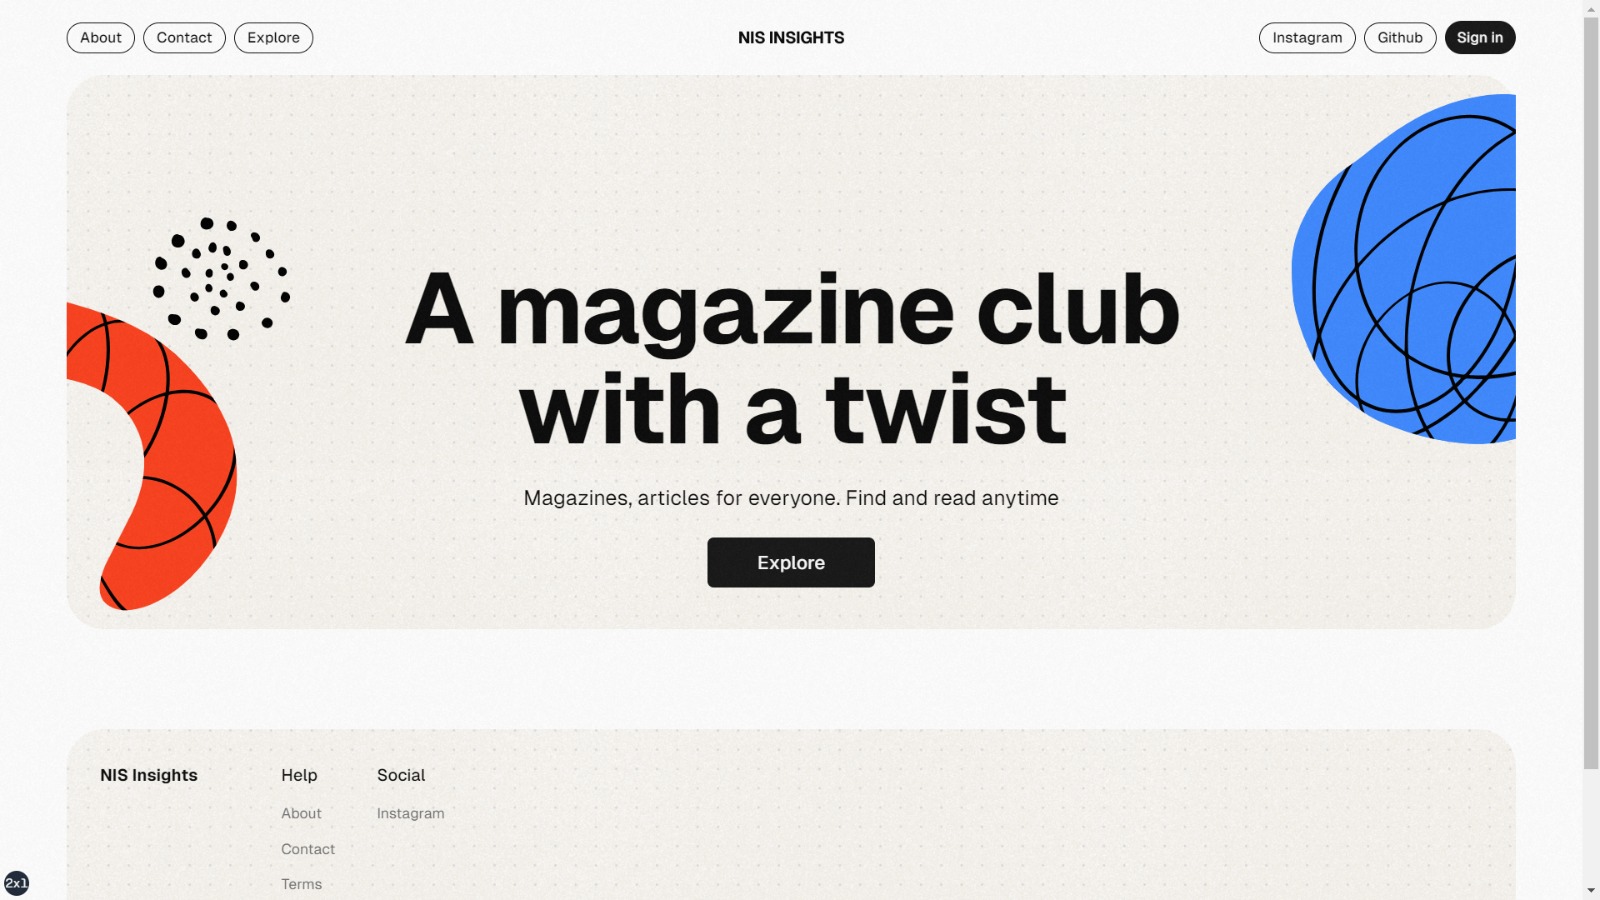 About
Contact
Explore
NIS INSIGHTS
Instagram
Github
Sign in
A magazine club
with a twist
Magazines, articles for everyone. Find and read anytime
Explore
NIS Insights
Help
About
Contact
Terms
Social
Instagram
2xl